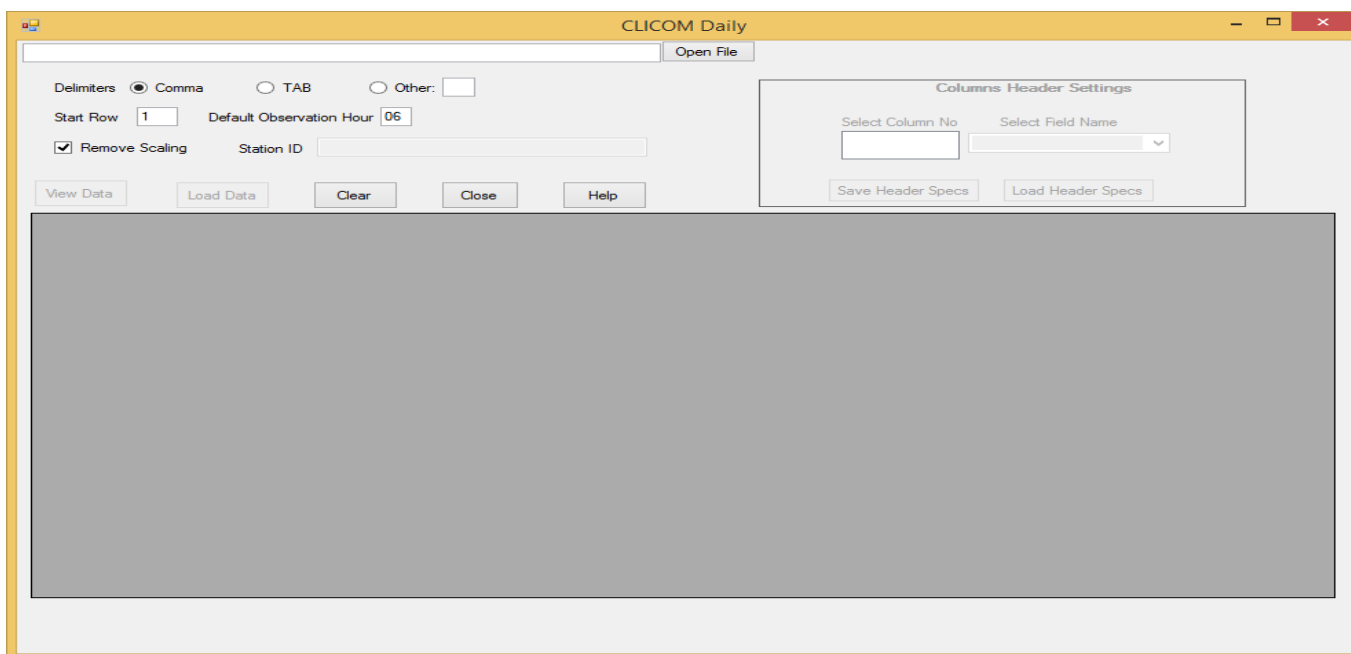 CLICOM Daily
Open File
Delimiters Comma TAB Other:
Start Row 1 Default Observation Hour 06
Remove Scaling Station ID
View Data Load Data Clear Close Help
Columns Header Settings
Select Column No Select Field Name
Save Header Specs Load Header Specs